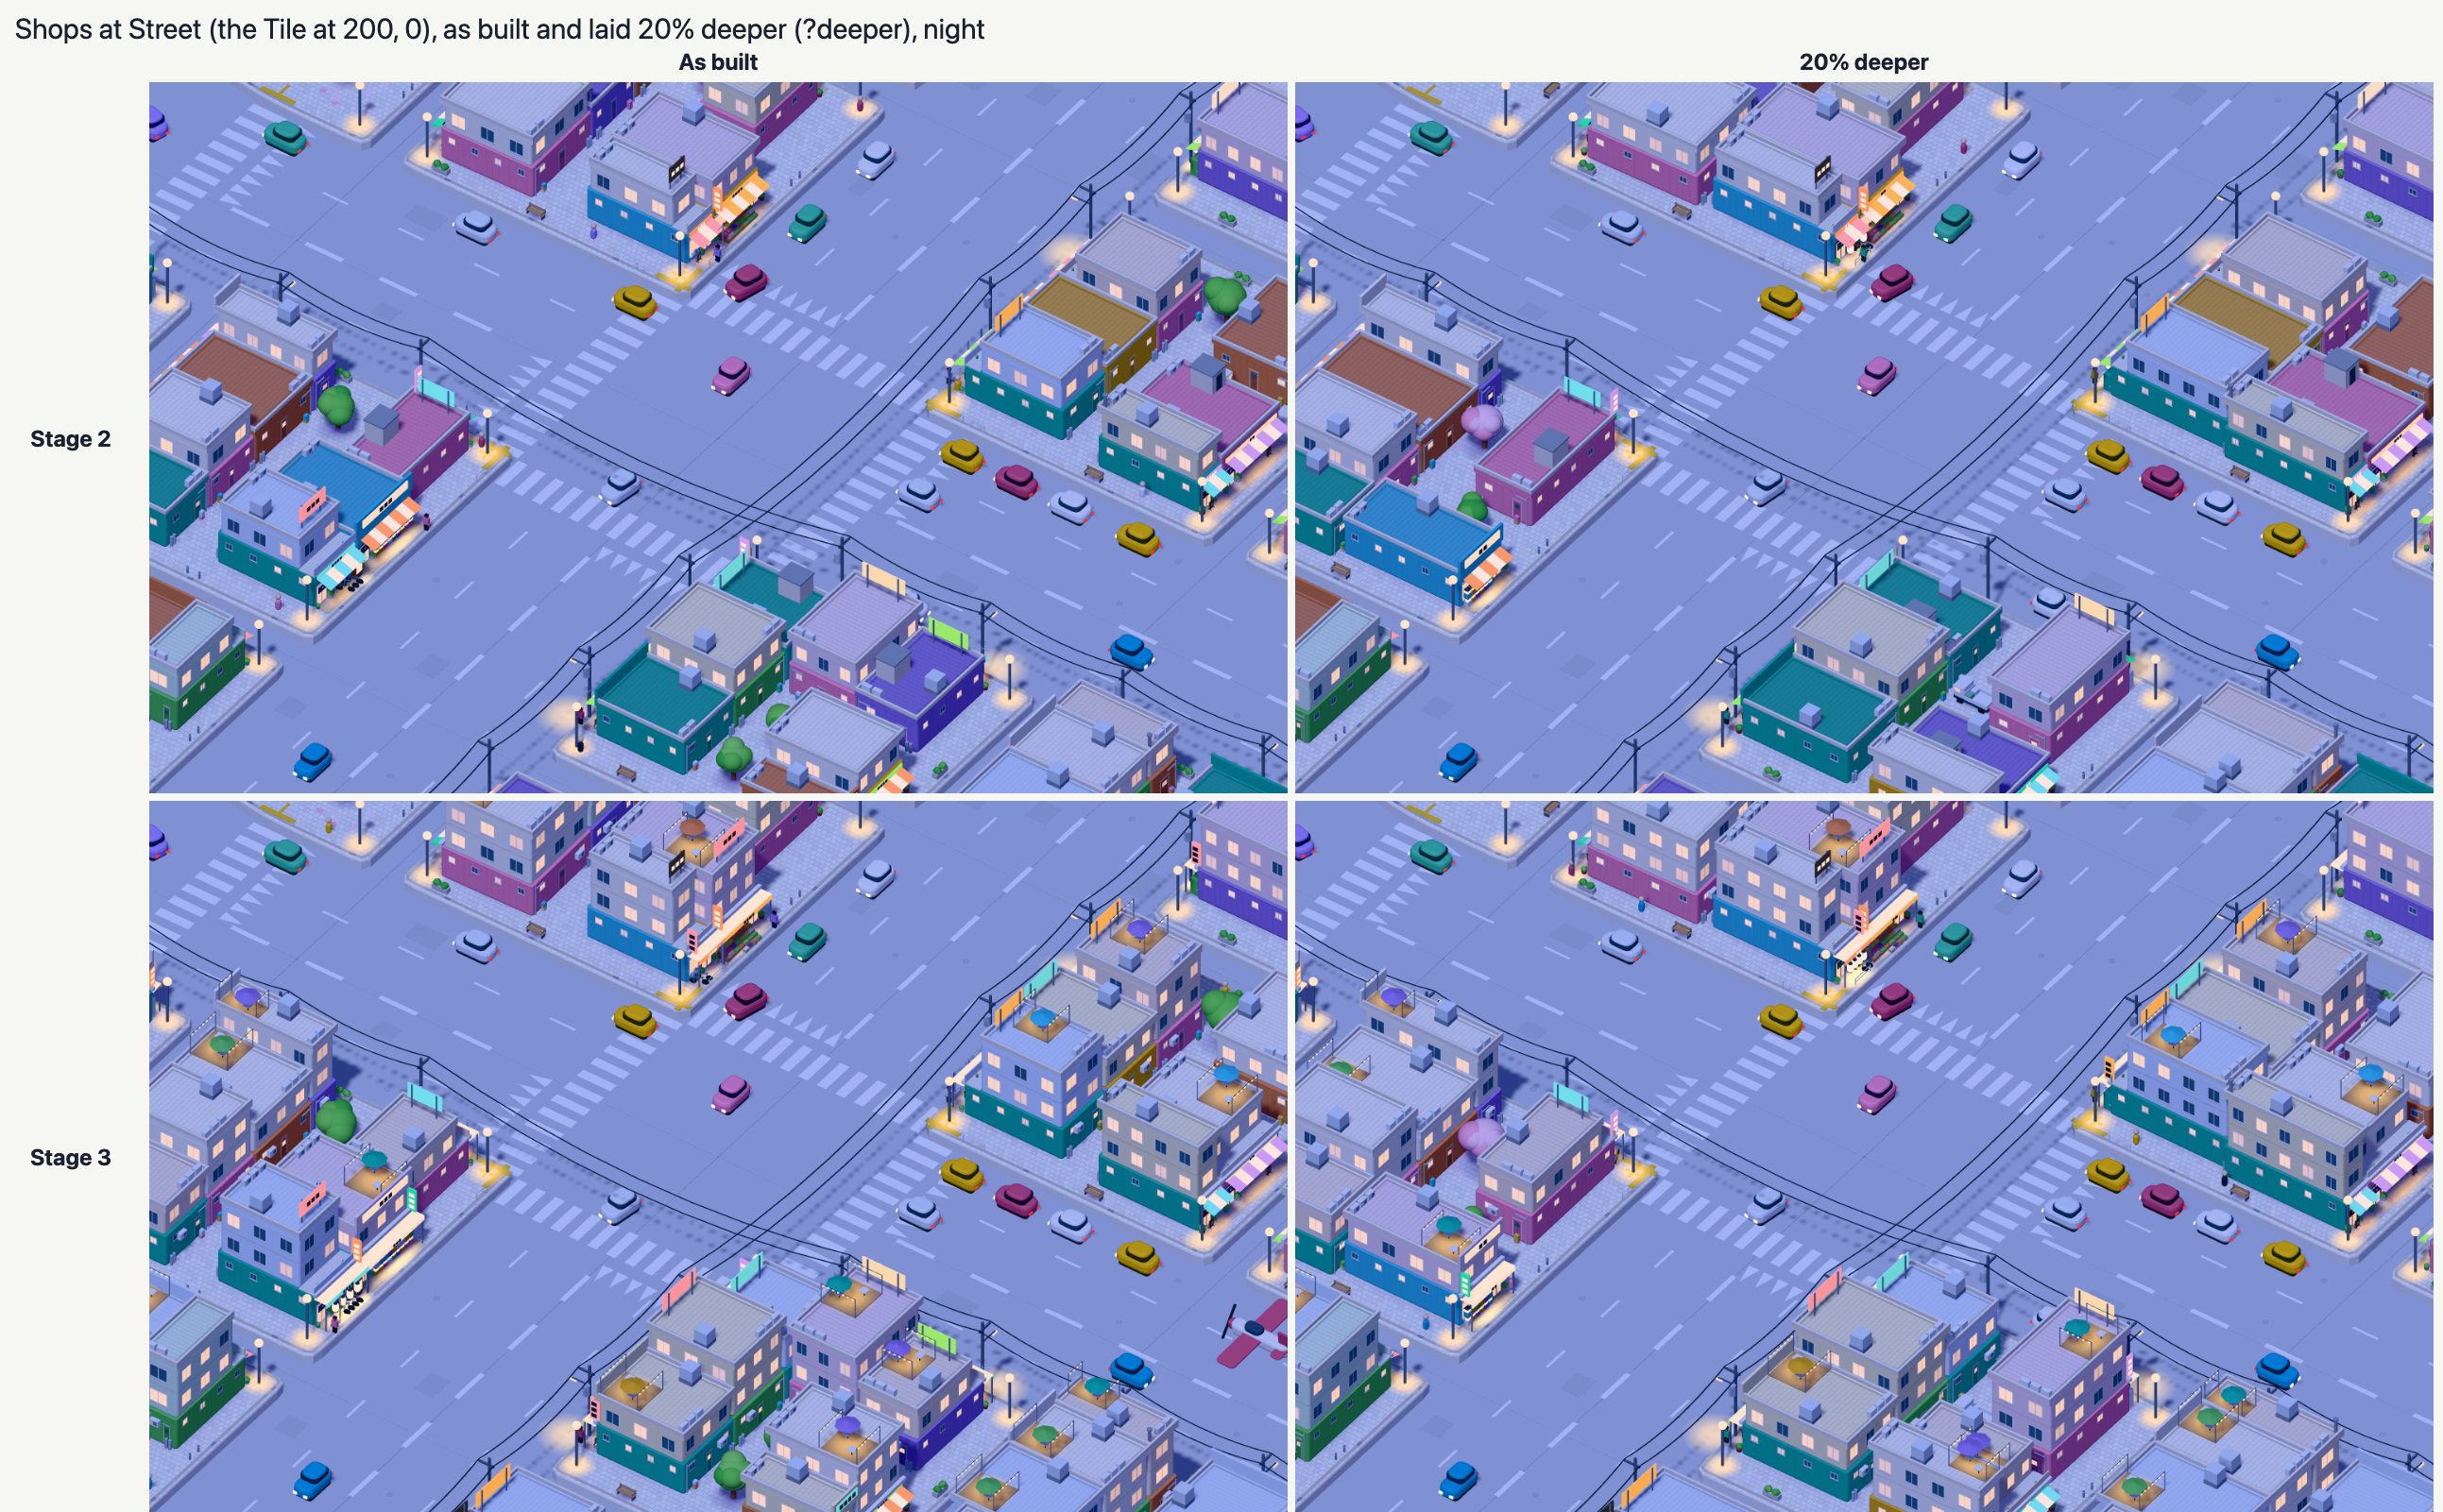 Shops at Street (the Tile at 200, 0), as built and laid 20% deeper (?deeper), night
As built
20% deeper
Stage 2
Stage 3